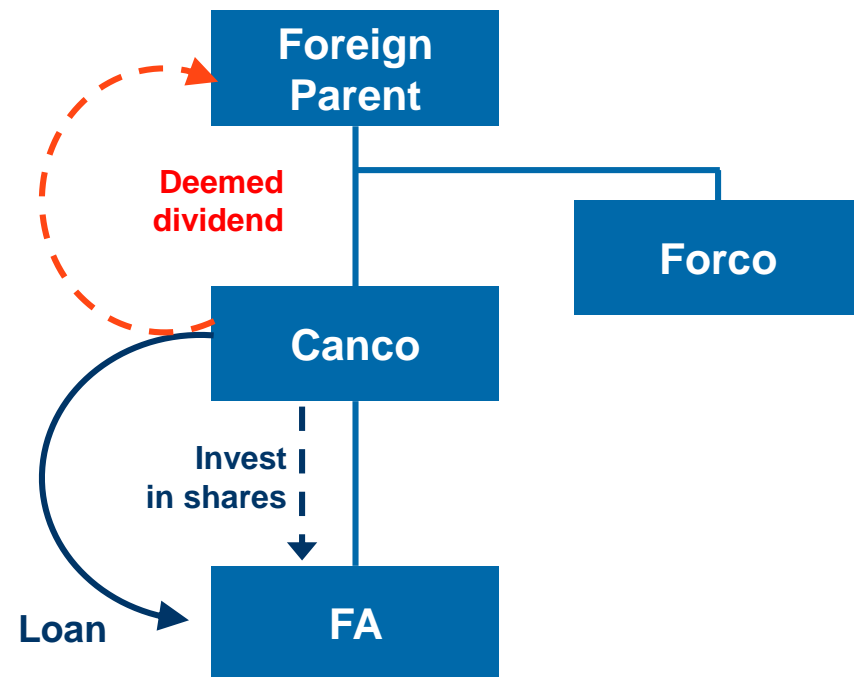 Foreign
Parent
Deemed
dividend
Forco
Canco
Invest
in shares
Loan
FA